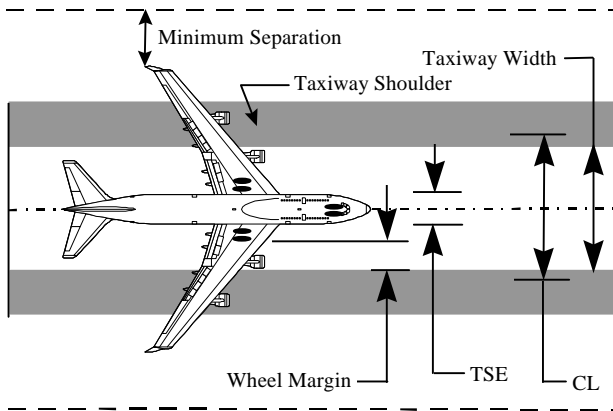 Minimum Separation
Taxiway Width
Taxiway Shoulder
Wheel Margin
TSE
CL